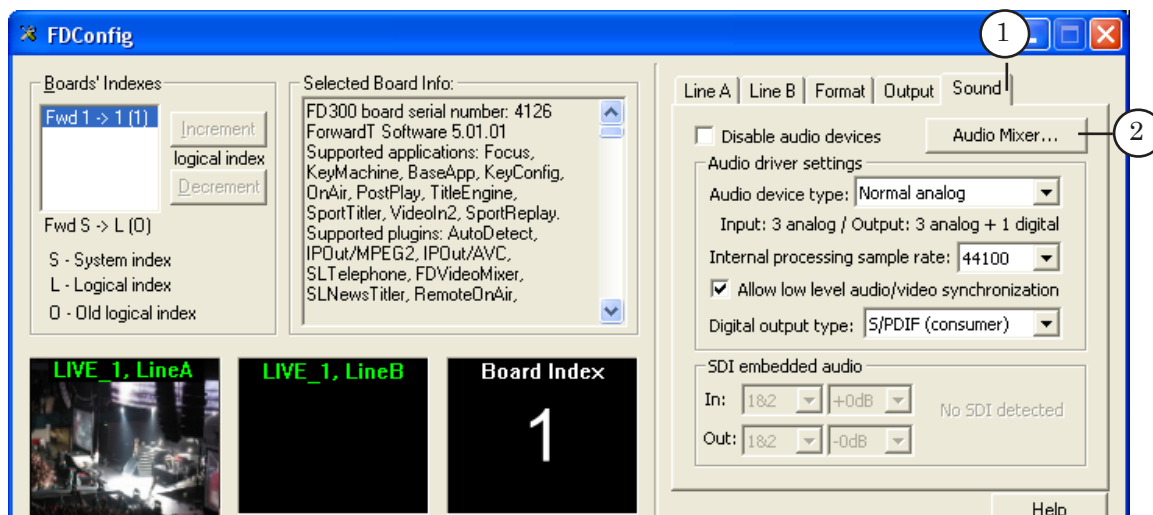 FDConfig
1
Boards' Indexes
Fwd 1 -> 1 (1)
Increment
logical index
Decrement
Fwd S -> L (O)
S - System index
L - Logical index
O - Old logical index
Selected Board Info:
FD300 board serial number: 4126
ForwardT Software 5.01.01
Supported applications: Focus,
KeyMachine, BaseApp, KeyConfig,
OnAir, PostPlay, TitleEngine,
SportTitler, VideoIn2, SportReplay.
Supported plugins: AutoDetect,
IPOut/MPEG2, IPOut/AVC,
SLTelephone, FDVideoMixer,
SLNewsTitler, RemoteOnAir,
LIVE_1, LineA
LIVE_1, LineB
Board Index
1
Line A
Line B
Format
Output
Sound
Disable audio devices
Audio Mixer...
2
Audio driver settings
Audio device type: Normal analog
Input: 3 analog / Output: 3 analog + 1 digital
Internal processing sample rate: 44100
Allow low level audio/video synchronization
Digital output type: S/PDIF (consumer)
SDI embedded audio
In: 1&2 +0dB
No SDI detected
Out: 1&2 -0dB
Help